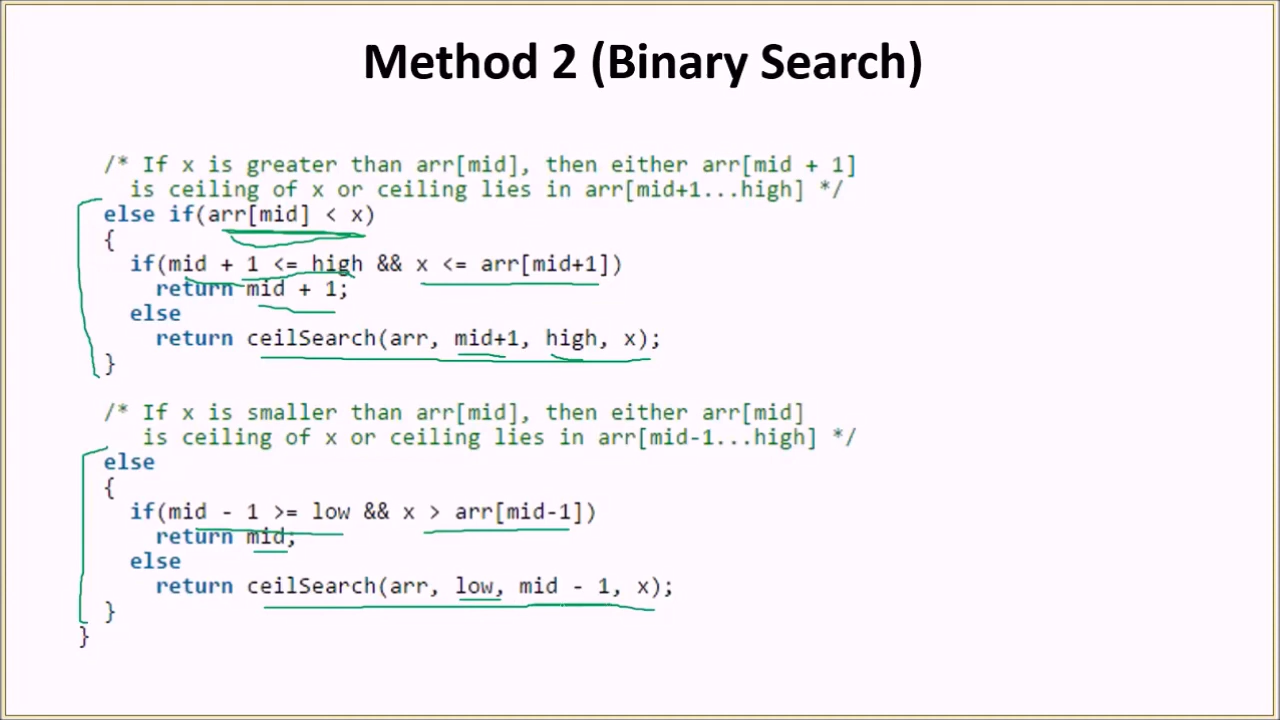 Method 2 (Binary Search)
/* If x is greater than arr[mid], then either arr[mid + 1]
is ceiling of x or ceiling lies in arr[mid+1...high] */
else if(arr[mid] < x)
{
if(mid + 1 <= high && x <= arr[mid+1])
return mid + 1;
else
return ceilSearch(arr, mid+1, high, x);
}
/* If x is smaller than arr[mid], then either arr[mid]
is ceiling of x or ceiling lies in arr[mid-1...high] */
else
{
if(mid - 1 >= low && x > arr[mid-1])
return mid;
else
return ceilSearch(arr, low, mid - 1, x);
}
}